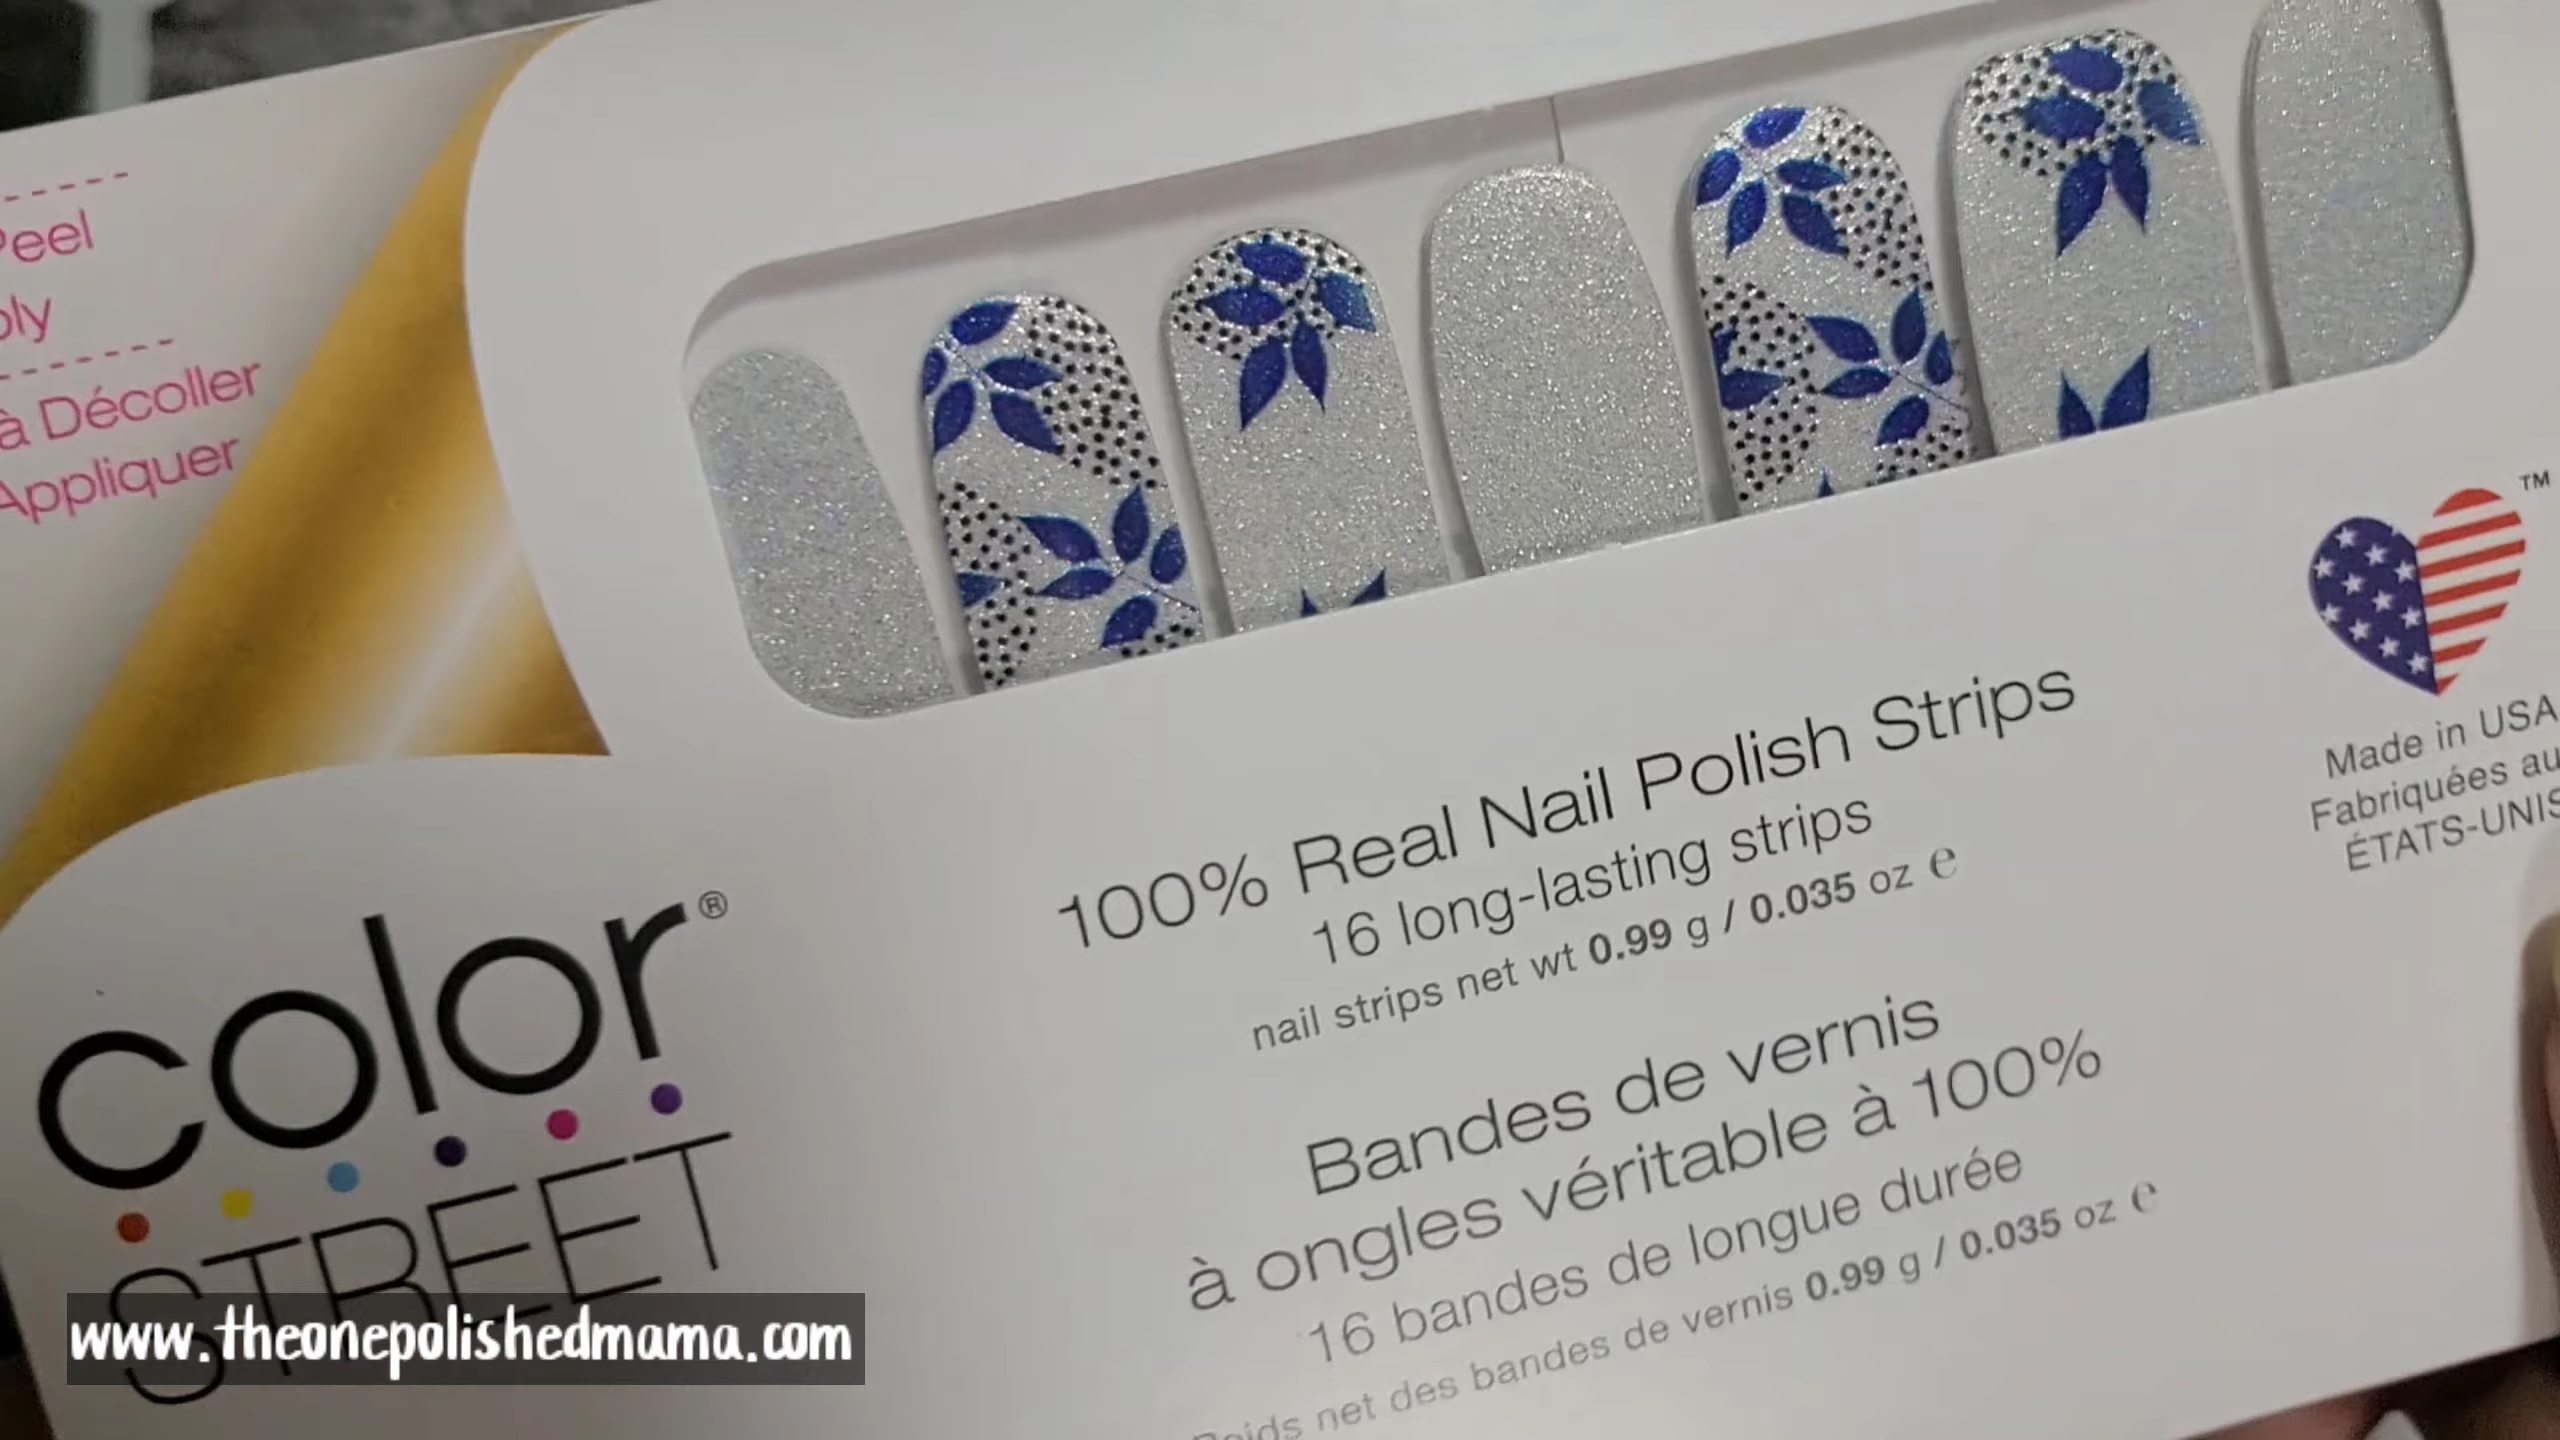 Peel
à Décoller
Appliquer
color®
STREET
100% Real Nail Polish Strips
16 long-lasting strips
nail strips net wt 0.99 g / 0.035 oz ℮
Bandes de vernis
à ongles véritable à 100%
16 bandes de longue durée
net des bandes de vernis 0.99 g / 0.035 oz ℮
TM
Made in USA
Fabriquées au
ÉTATS-UNIS
www.theonepolishedmama.com